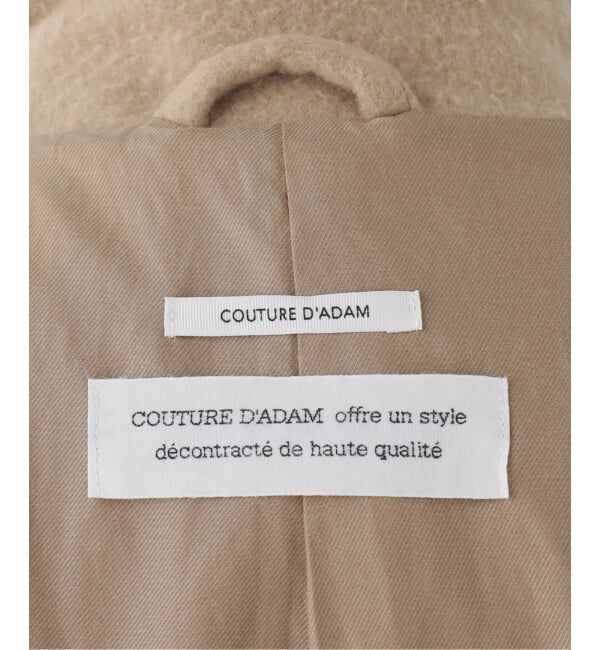 COUTURE D'ADAM
COUTURE D'ADAM offre un style
décontracté de haute qualité